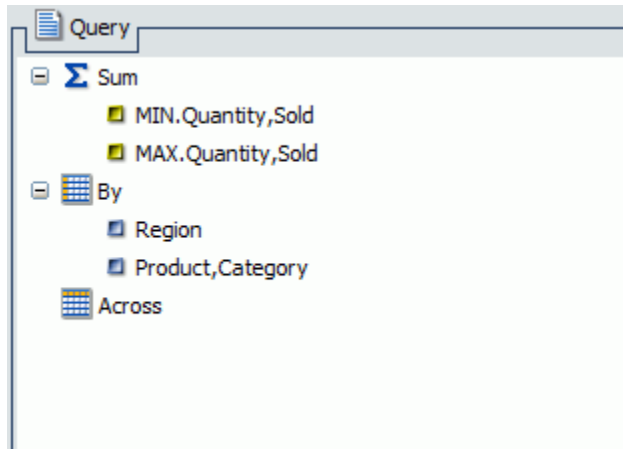 Query
Sum
MIN.Quantity,Sold
MAX.Quantity,Sold
By
Region
Product,Category
Across